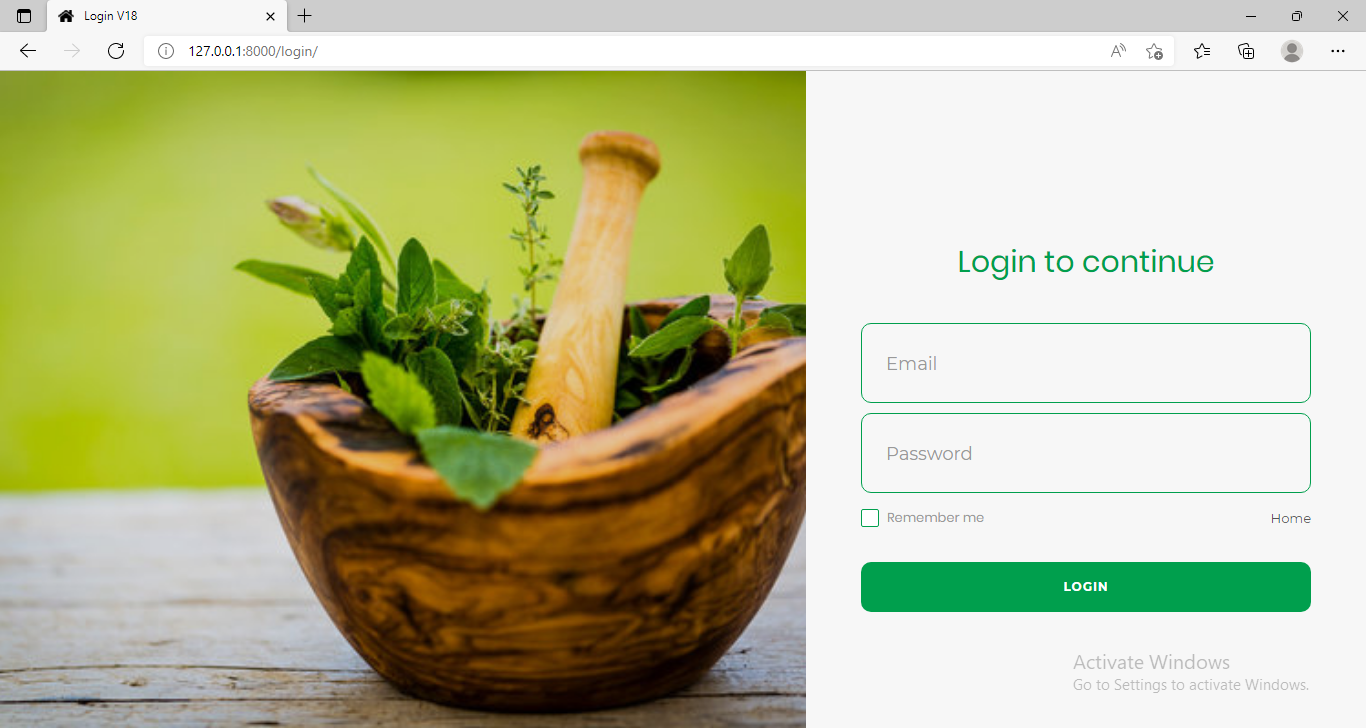 Login V18
127.0.0.1:8000/login/
Login to continue
Email
Password
Remember me
Home
LOGIN
Activate Windows
Go to Settings to activate Windows.